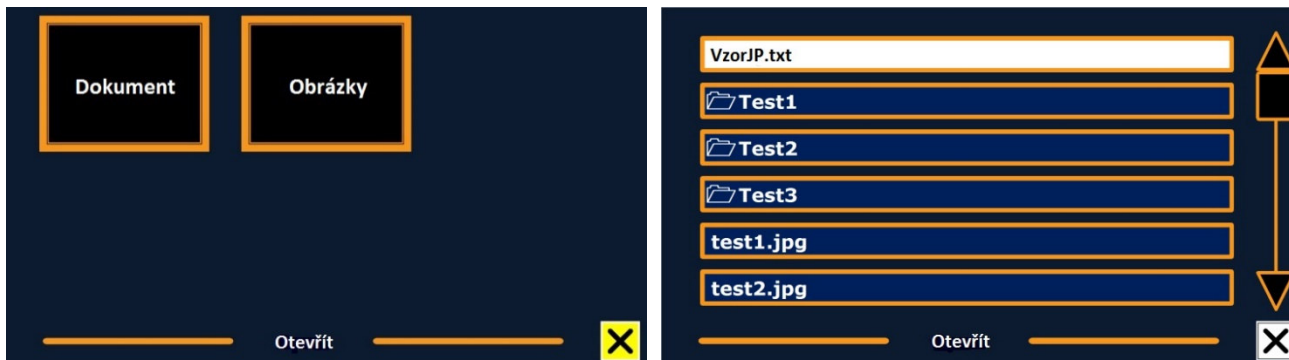 Dokument
Obrázky
Otevřít
VzorJP.txt
Test1
Test2
Test3
test1.jpg
test2.jpg
Otevřít